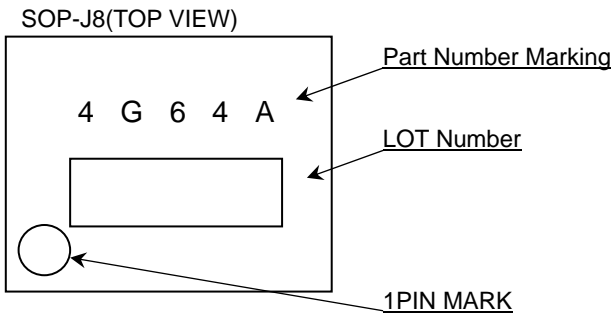 SOP-J8(TOP VIEW)
Part Number Marking
4 G 6 4 A
LOT Number
1PIN MARK